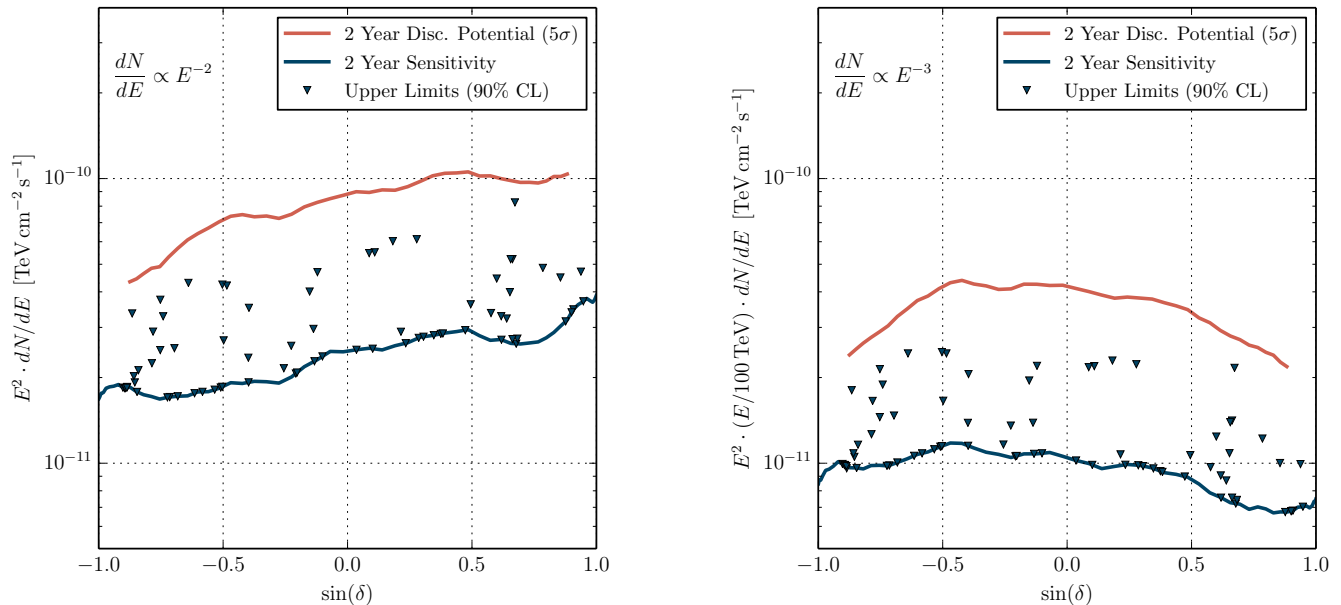 2 Year Disc. Potential (5σ)
2 Year Sensitivity
Upper Limits (90% CL)
dN/dE ∝ E⁻²
E² · dN/dE [TeV cm⁻² s⁻¹]
10⁻¹⁰
10⁻¹¹
−1.0 −0.5 0.0 0.5 1.0
sin(δ)
2 Year Disc. Potential (5σ)
2 Year Sensitivity
Upper Limits (90% CL)
dN/dE ∝ E⁻³
E² · (E/100 TeV) · dN/dE [TeV cm⁻² s⁻¹]
10⁻¹⁰
10⁻¹¹
−1.0 −0.5 0.0 0.5 1.0
sin(δ)